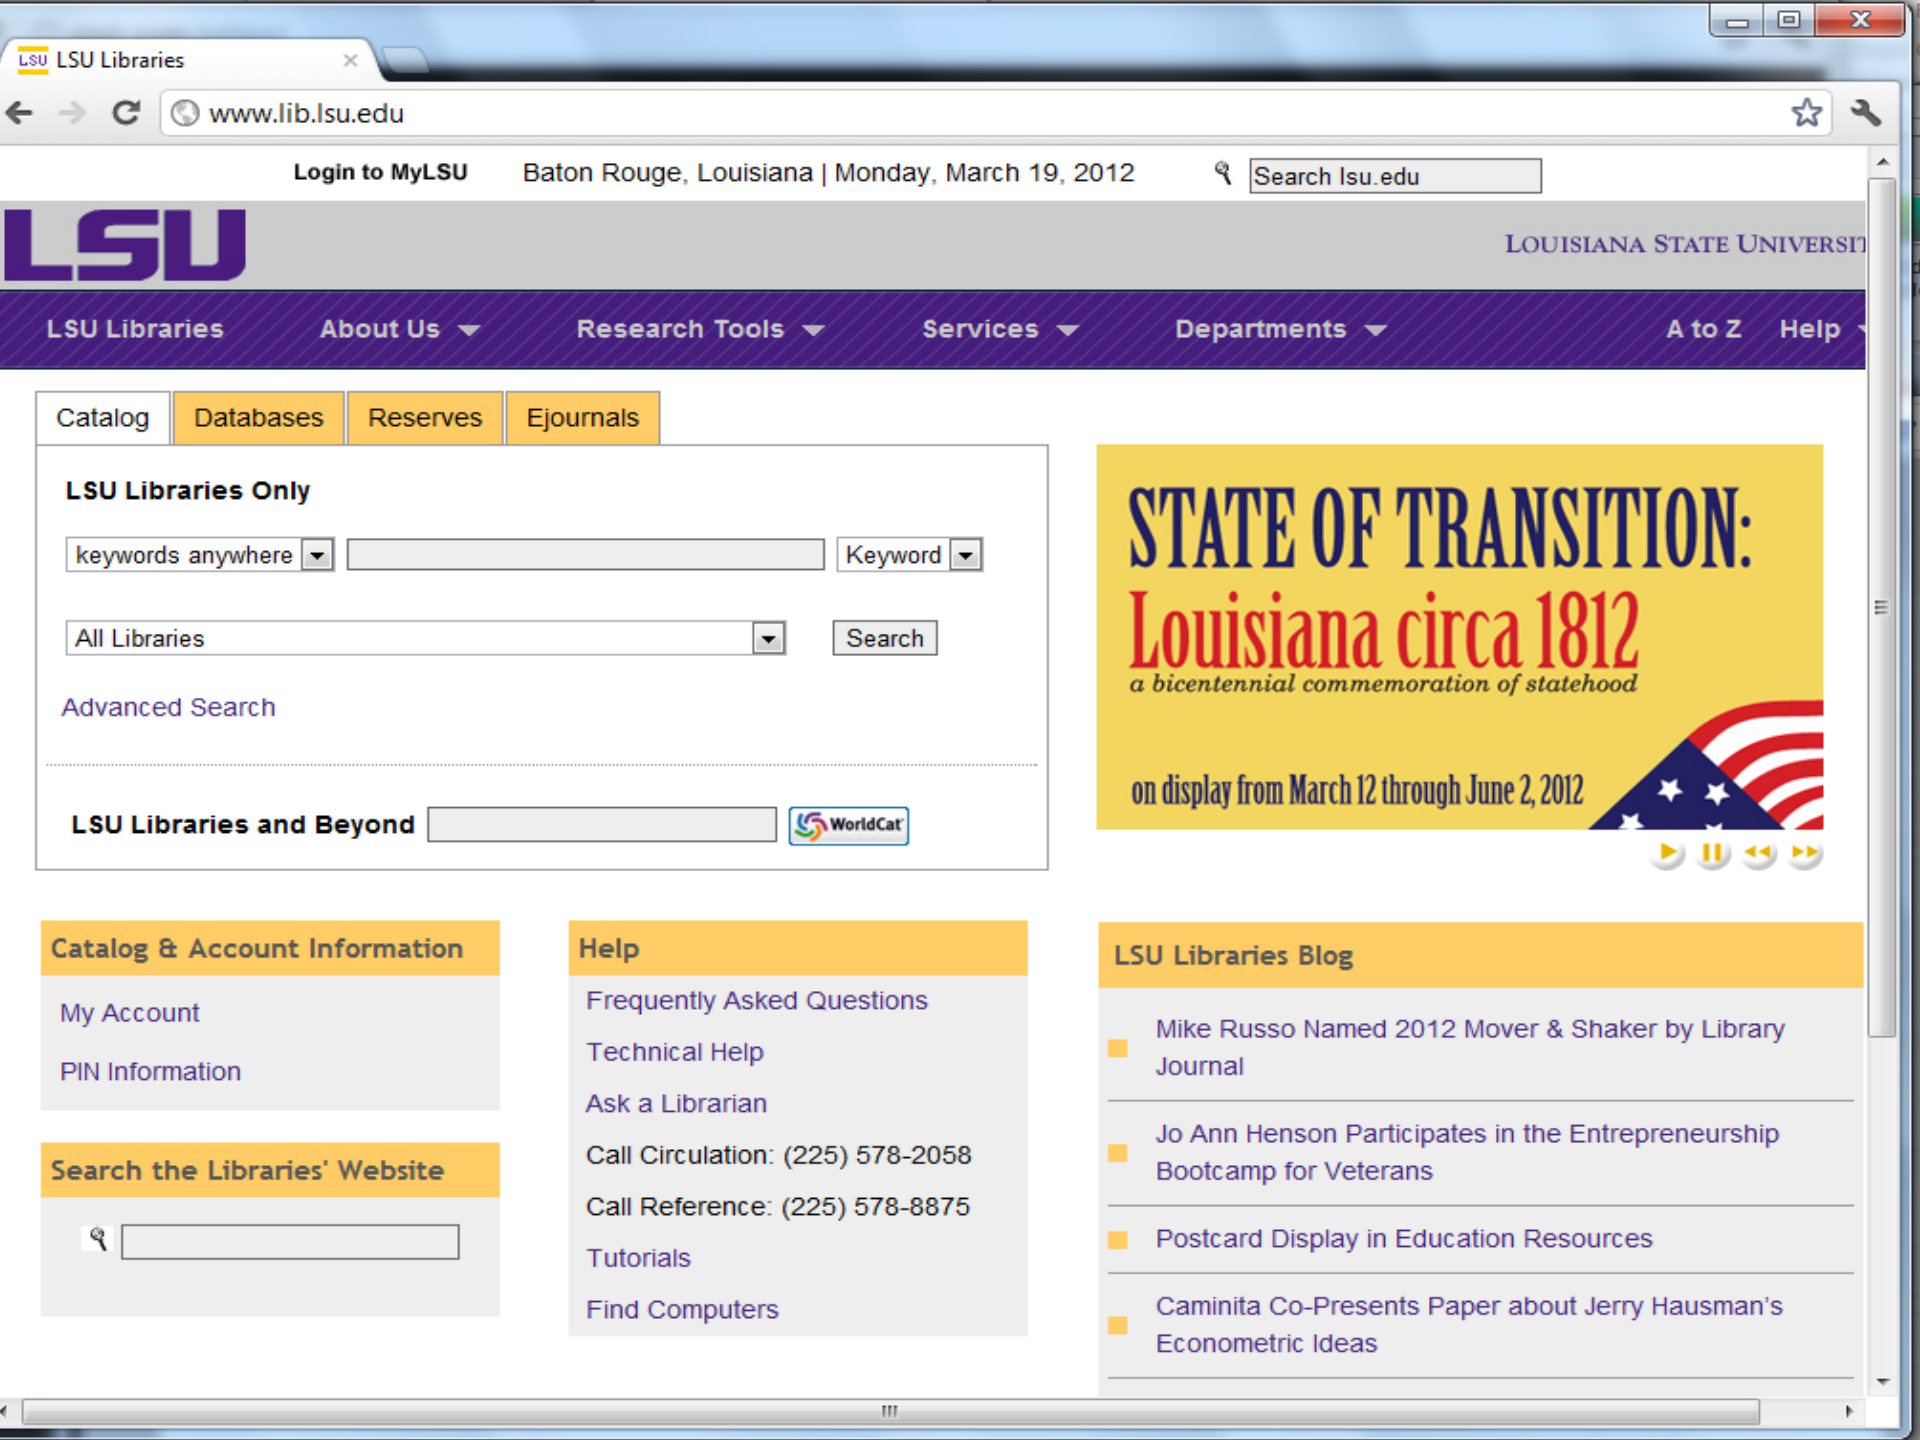 LSU LSU Libraries
www.lib.lsu.edu
Login to MyLSU Baton Rouge, Louisiana | Monday, March 19, 2012 Search lsu.edu
LSU
LOUISIANA STATE UNIVERSIT
LSU Libraries About Us Research Tools Services Departments A to Z Help
Catalog Databases Reserves Ejournals
LSU Libraries Only
keywords anywhere Keyword
All Libraries Search
Advanced Search
LSU Libraries and Beyond WorldCat
STATE OF TRANSITION:
Louisiana circa 1812
a bicentennial commemoration of statehood
on display from March 12 through June 2, 2012
Catalog & Account Information
My Account
PIN Information
Search the Libraries' Website
Help
Frequently Asked Questions
Technical Help
Ask a Librarian
Call Circulation: (225) 578-2058
Call Reference: (225) 578-8875
Tutorials
Find Computers
LSU Libraries Blog
Mike Russo Named 2012 Mover & Shaker by Library
Journal
Jo Ann Henson Participates in the Entrepreneurship
Bootcamp for Veterans
Postcard Display in Education Resources
Caminita Co-Presents Paper about Jerry Hausman's
Econometric Ideas